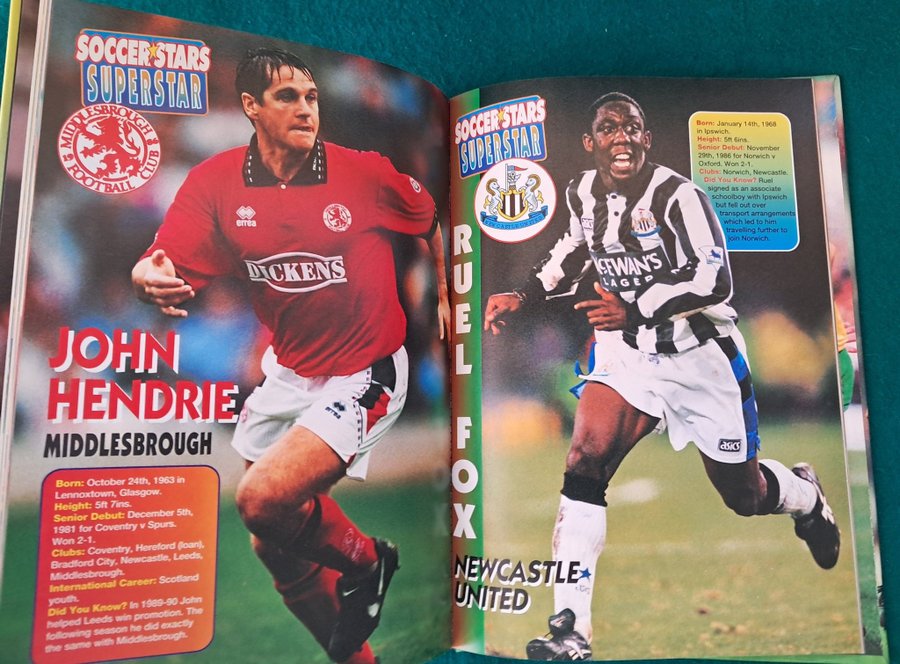 SOCCER STARS
SUPERSTAR
MIDDLESBROUGH
FOOTBALL CLUB
errea
DICKENS
errea
JOHN
HENDRIE
MIDDLESBROUGH
Born: October 24th, 1963 in
Lennoxtown, Glasgow.
Height: 5ft 7ins.
Senior Debut: December 5th,
1981 for Coventry v Spurs.
Won 2-1.
Clubs: Coventry, Hereford (loan),
Bradford City, Newcastle, Leeds,
Middlesbrough.
International Career: Scotland
youth.
Did You Know? In 1989-90 John
helped Leeds win promotion. The
following season he did exactly
the same with Middlesbrough.
SOCCER STARS
SUPERSTAR
NEWCASTLE UNITED
RUEL FOX
McEWAN'S
LAGER
asics
NEWCASTLE
UNITED
Born: January 14th, 1968
in Ipswich.
Height: 5ft 6ins.
Senior Debut: November
29th, 1986 for Norwich v
Oxford. Won 2-1.
Clubs: Norwich, Newcastle.
Did You Know? Ruel
signed as an associate
schoolboy with Ipswich
but fell out over
transport arrangements
which led to him
travelling further to
join Norwich.